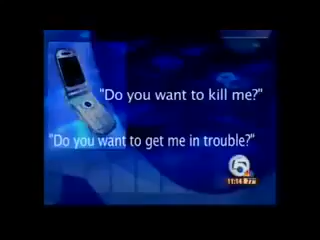 "Do you want to kill me?"
"Do you want to get me in trouble?"
5